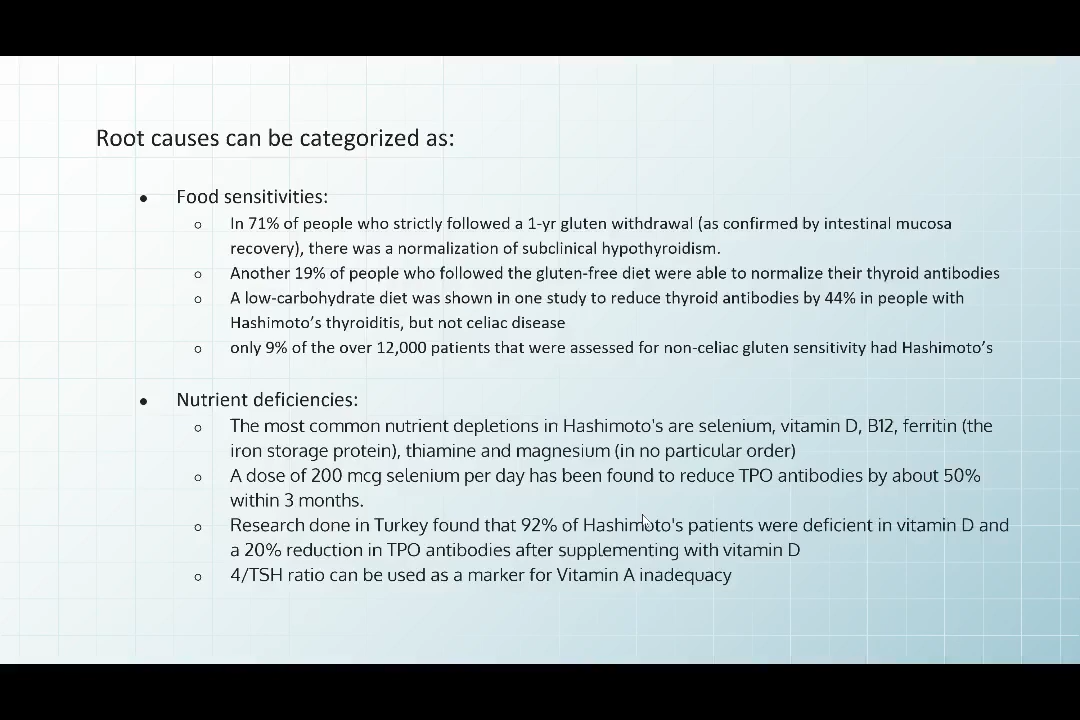 Root causes can be categorized as:
● Food sensitivities:
○ In 71% of people who strictly followed a 1-yr gluten withdrawal (as confirmed by intestinal mucosa
recovery), there was a normalization of subclinical hypothyroidism.
○ Another 19% of people who followed the gluten-free diet were able to normalize their thyroid antibodies
○ A low-carbohydrate diet was shown in one study to reduce thyroid antibodies by 44% in people with
Hashimoto's thyroiditis, but not celiac disease
○ only 9% of the over 12,000 patients that were assessed for non-celiac gluten sensitivity had Hashimoto's
● Nutrient deficiencies:
○ The most common nutrient depletions in Hashimoto's are selenium, vitamin D, B12, ferritin (the
iron storage protein), thiamine and magnesium (in no particular order)
○ A dose of 200 mcg selenium per day has been found to reduce TPO antibodies by about 50%
within 3 months.
○ Research done in Turkey found that 92% of Hashimoto's patients were deficient in vitamin D and
a 20% reduction in TPO antibodies after supplementing with vitamin D
○ 4/TSH ratio can be used as a marker for Vitamin A inadequacy